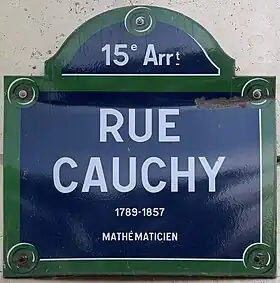 15e Arrt
RUE
CAUCHY
1789-1857
MATHÉMATICIEN